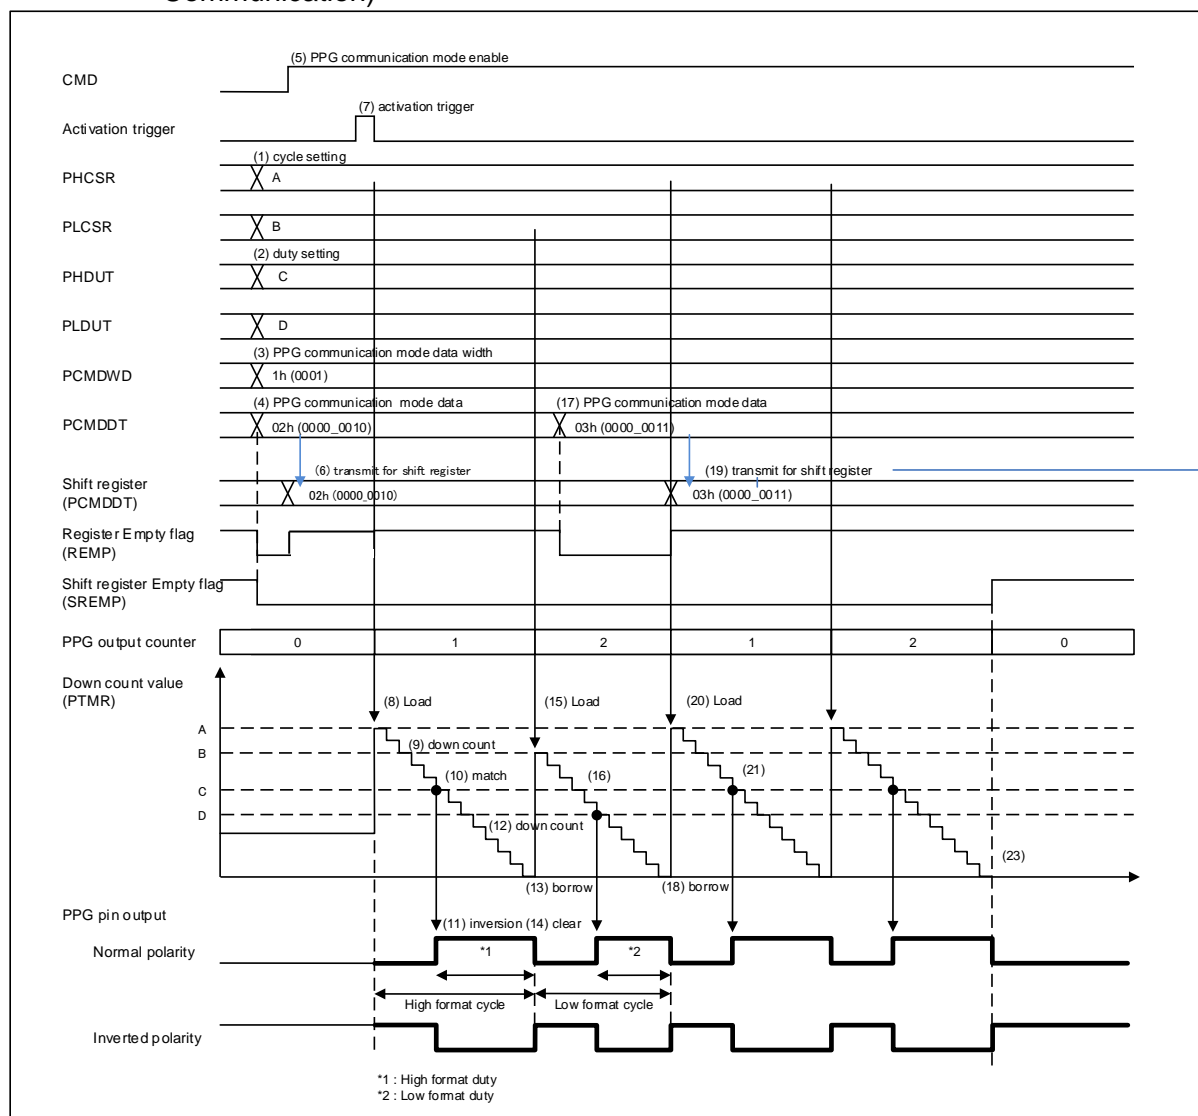 Communication)
(5) PPG communication mode enable
CMD
(7) activation trigger
Activation trigger
(1) cycle setting
PHCSR
A
PLCSR
B
(2) duty setting
PHDUT
C
PLDUT
D
(3) PPG communication mode data width
PCMDWD
1h (0001)
(4) PPG communication mode data
(17) PPG communication mode data
PCMDDT
02h (0000_0010)
03h (0000_0011)
(6) transmit for shift register
(19) transmit for shift register
Shift register
(PCMDDT)
02h (0000_0010)
03h (0000_0011)
Register Empty flag
(REMP)
Shift register Empty flag
(SREMP)
PPG output counter
0
1
2
1
2
0
Down count value
(PTMR)
(8) Load
(15) Load
(20) Load
A
(9) down count
B
(10) match
(16)
(21)
C
D
(12) down count
(23)
(13) borrow
(18) borrow
PPG pin output
(11) inversion (14) clear
Normal polarity
*1
*2
High format cycle
Low format cycle
Inverted polarity
*1 : High format duty
*2 : Low format duty